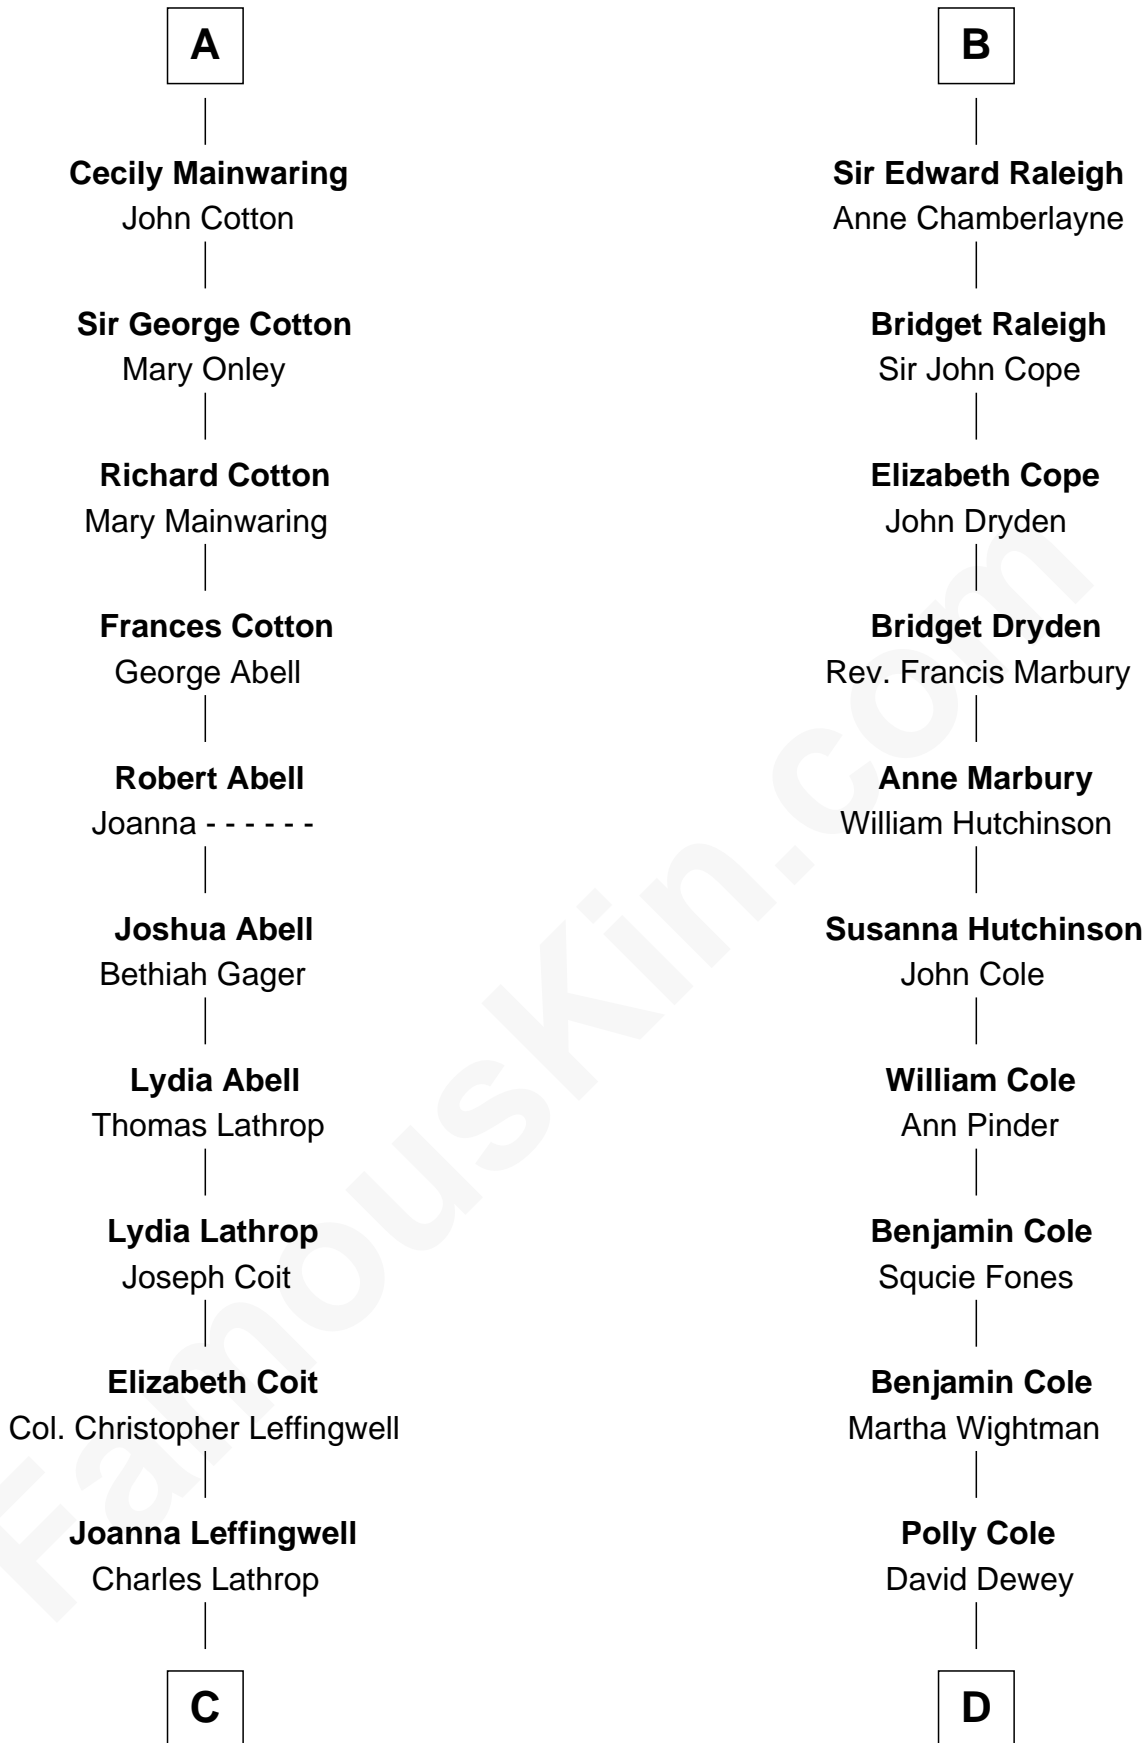 A
Cecily Mainwaring
John Cotton
Sir George Cotton
Mary Onley
Richard Cotton
Mary Mainwaring
Frances Cotton
George Abell
Robert Abell
Joanna - - - - - -
Joshua Abell
Bethiah Gager
Lydia Abell
Thomas Lathrop
Lydia Lathrop
Joseph Coit
Elizabeth Coit
Col. Christopher Leffingwell
Joanna Leffingwell
Charles Lathrop
C
B
Sir Edward Raleigh
Anne Chamberlayne
Bridget Raleigh
Sir John Cope
Elizabeth Cope
John Dryden
Bridget Dryden
Rev. Francis Marbury
Anne Marbury
William Hutchinson
Susanna Hutchinson
John Cole
William Cole
Ann Pinder
Benjamin Cole
Squcie Fones
Benjamin Cole
Martha Wightman
Polly Cole
David Dewey
D
FamousKin.com